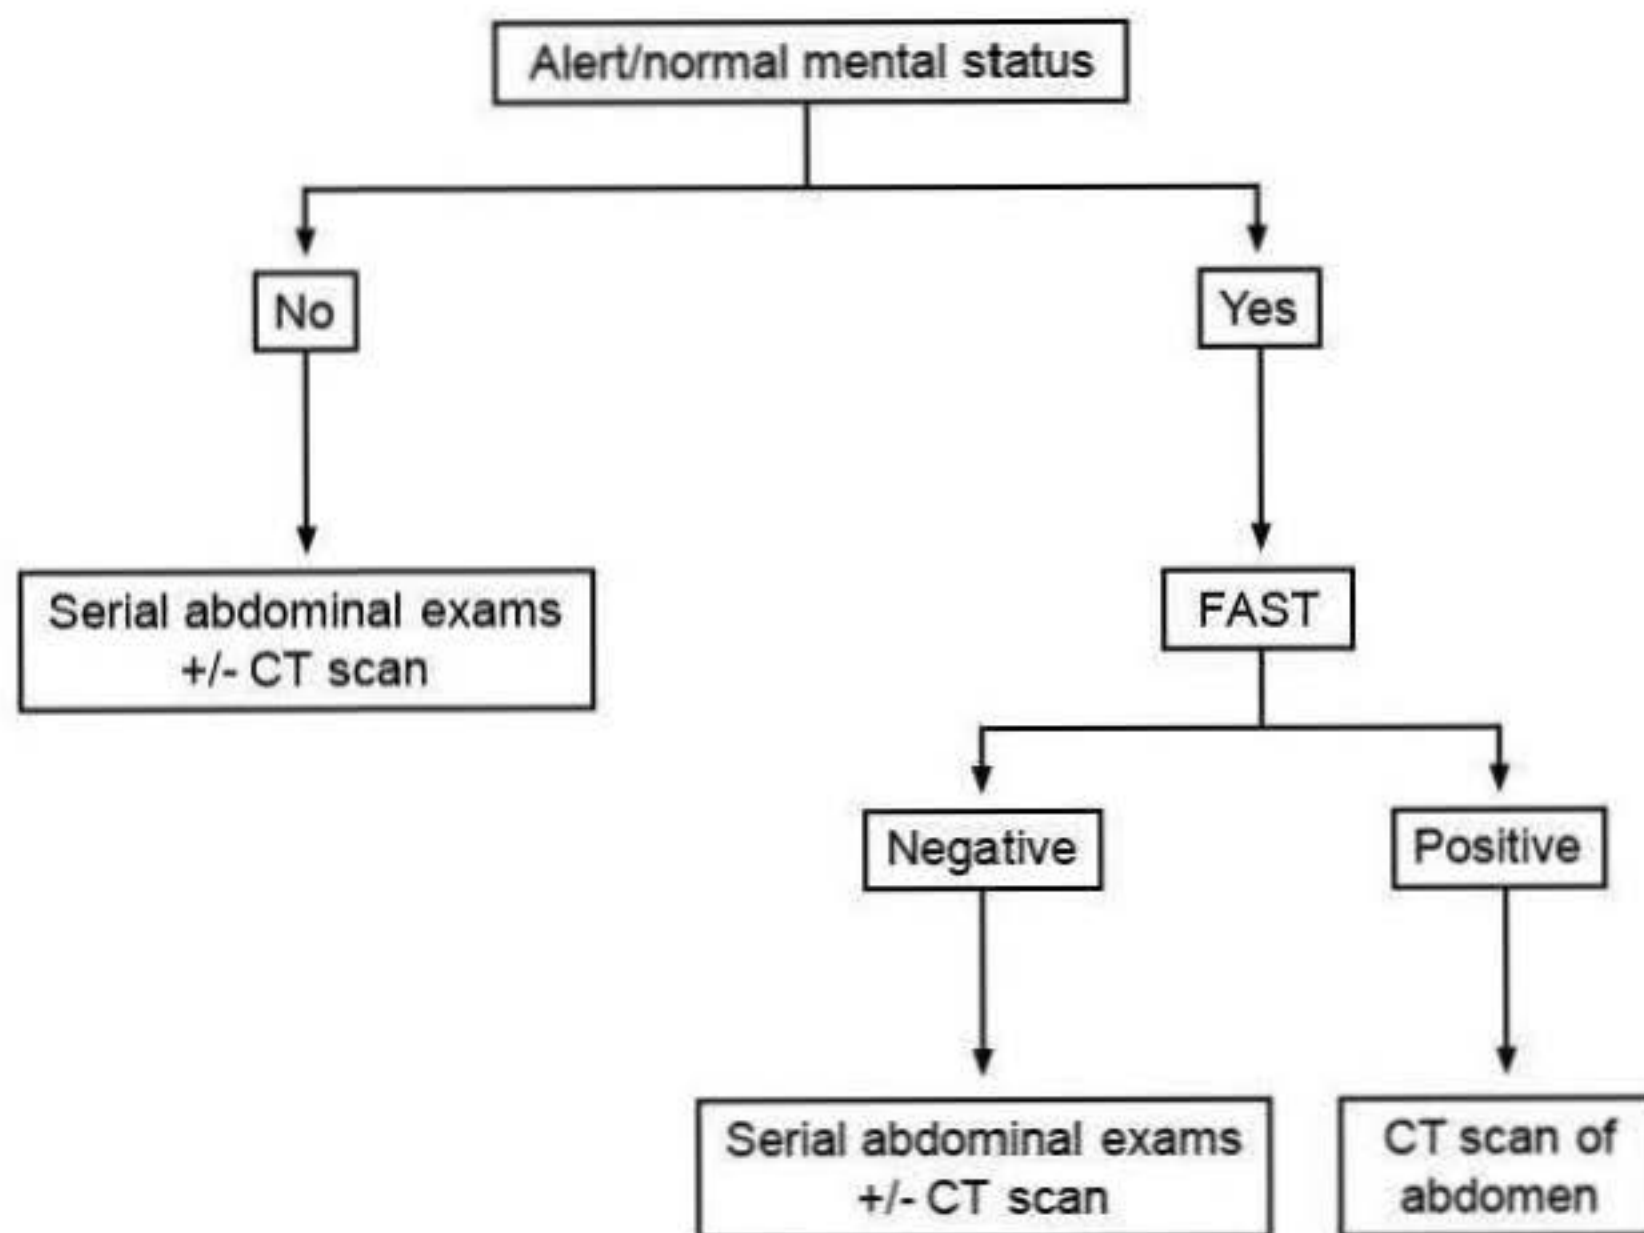 Alert/normal mental status
No
Yes
Serial abdominal exams
+/- CT scan
FAST
Negative
Positive
Serial abdominal exams
+/- CT scan
CT scan of
abdomen